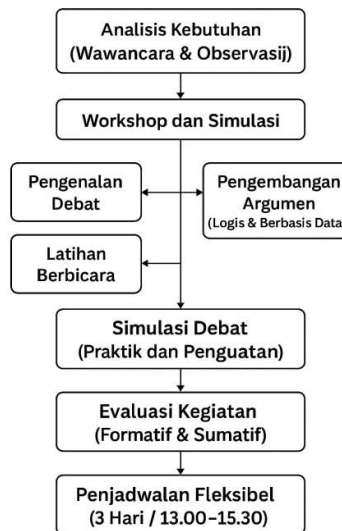 Analisis Kebutuhan
(Wawancara & Observasij)
Workshop dan Simulasi
Pengenalan
Debat
Pengembangan
Argumen
(Logis & Berbasis Data
Latihan
Berbicara
Simulasi Debat
(Praktik dan Penguatan)
Evaluasi Kegiatan
(Formatif & Sumatif)
Penjadwalan Fleksibel
(3 Hari / 13.00–15.30)